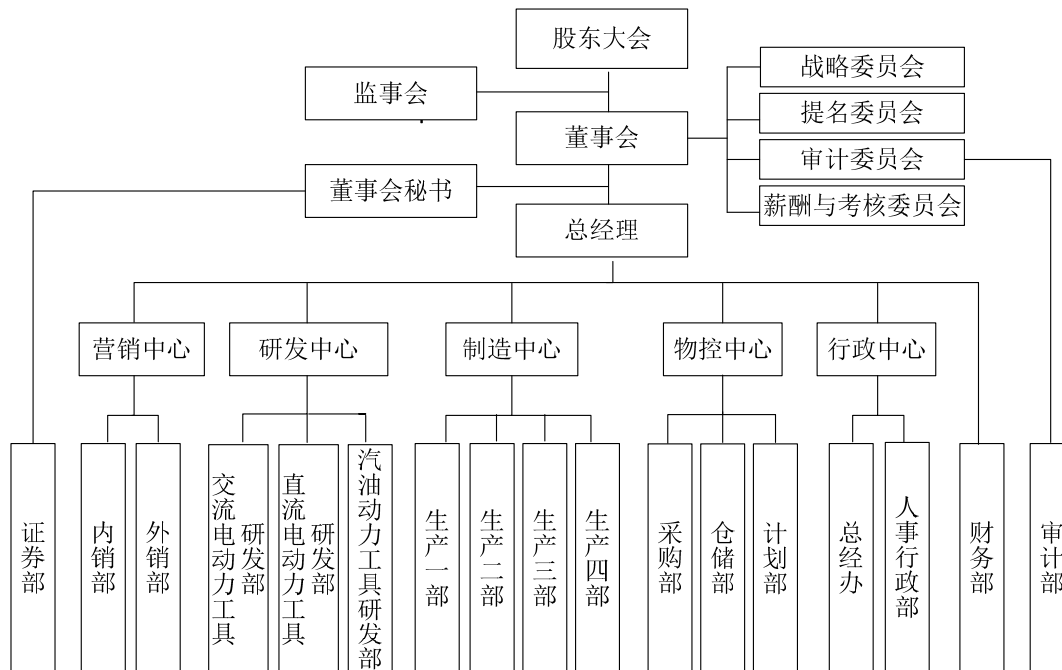 股东大会
监事会
战略委员会
提名委员会
董事会
审计委员会
董事会秘书
薪酬与考核委员会
总经理
营销中心
研发中心
制造中心
物控中心
行政中心
证券部
内销部
外销部
交流电动力工具
研发部
直流电动力工具
研发部
汽油动力工具研发部
生产一部
生产二部
生产三部
生产四部
采购部
仓储部
计划部
总经办
人事行政部
财务部
审计部